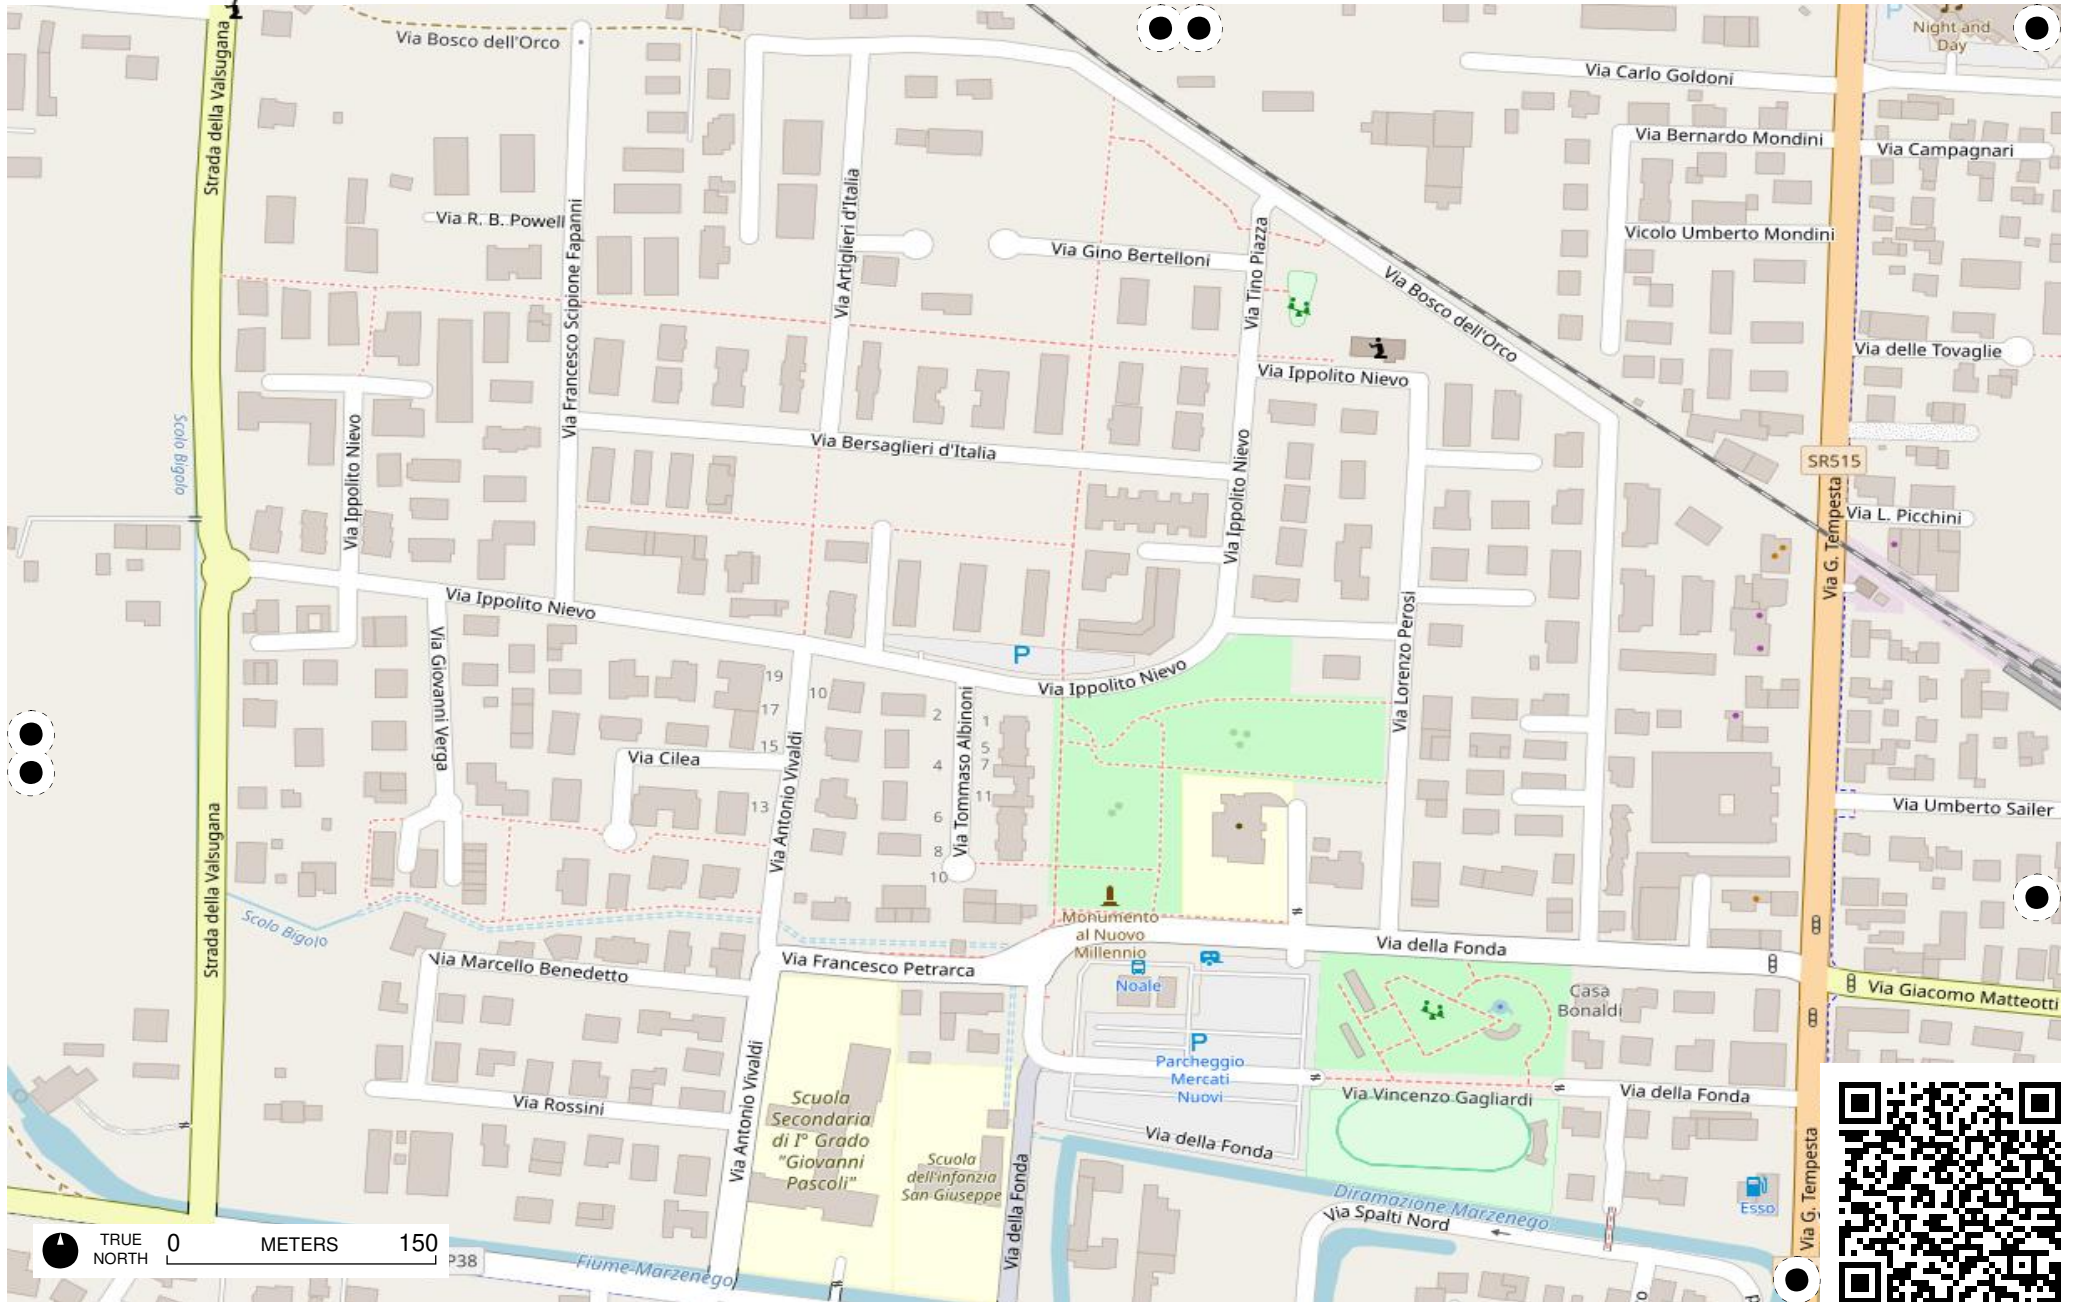 Night and
Day
P
Via Bosco dell'Orco
Strada della Valsugana
Via Carlo Goldoni
Via Bernardo Mondini
Via Campagnari
Via R. B. Powell
Via Francesco Scipione Fapanni
Via Artiglieri d'Italia
Via Gino Bertelloni
Via Tino Piazza
Vicolo Umberto Mondini
Via Bosco dell'Orco
Via delle Tovaglie
Via Ippolito Nievo
Scolo Bigolo
Via Ippolito Nievo
Via Bersaglieri d'Italia
Via Ippolito Nievo
SR515
Via G. Tempesta
Via L. Picchini
Via Ippolito Nievo
Via Giovanni Verga
P
Via Ippolito Nievo
Via Lorenzo Perosi
19
10
17
15
13
2
4
6
8
10
1
5
7
11
Via Tommaso Albinoni
Via Cilea
Via Antonio Vivaldi
Via Umberto Sailer
Strada della Valsugana
Scolo Bigolo
Monumento
al Nuovo
Millennio
Via della Fonda
Via Marcello Benedetto
Via Francesco Petrarca
Noale
Casa
Bonaldi
Via Giacomo Matteotti
P
Parcheggio
Mercati
Nuovi
Via Vincenzo Gagliardi
Via della Fonda
Via Rossini
Via Antonio Vivaldi
Scuola
Secondaria
di I° Grado
"Giovanni
Pascoli"
Scuola
dell'infanzia
San Giuseppe
Via della Fonda
Via della Fonda
Diramazione Marzenego
Via Spalti Nord
Esso
Via G. Tempesta
Fiume Marzenego
P38
TRUE
NORTH
0 METERS 150